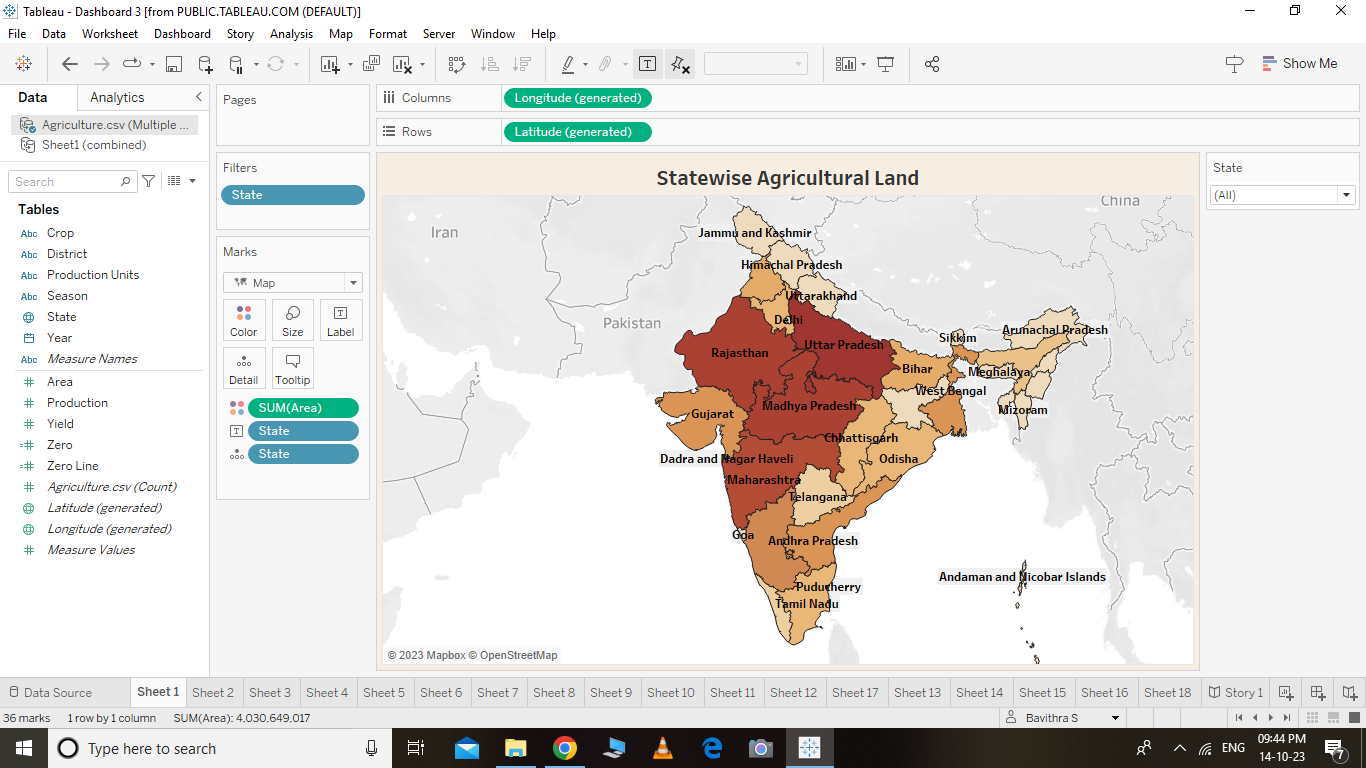 Tableau - Dashboard 3 [from PUBLIC.TABLEAU.COM (DEFAULT)]
File Data Worksheet Dashboard Story Analysis Map Format Server Window Help
Show Me
Data Analytics
Agriculture.csv (Multiple ...
Sheet1 (combined)
Search
Tables
Abc Crop
Abc District
Abc Production Units
Abc Season
State
Year
Abc Measure Names
Area
Production
Yield
Zero
Zero Line
Agriculture.csv (Count)
Latitude (generated)
Longitude (generated)
Measure Values
Pages
Filters
State
Marks
Map
Color Size Label
Detail Tooltip
SUM(Area)
State
State
Columns Longitude (generated)
Rows Latitude (generated)
Statewise Agricultural Land
Iran
China
Pakistan
Jammu and Kashmir
Himachal Pradesh
Uttarakhand
Delhi
Arunachal Pradesh
Sikkim
Uttar Pradesh
Rajasthan
Bihar
Meghalaya
West Bengal
Madhya Pradesh
Mizoram
Gujarat
Chhattisgarh
Dadra and Nagar Haveli
Odisha
Maharashtra
Telangana
Goa
Andhra Pradesh
Andaman and Nicobar Islands
Puducherry
Tamil Nadu
© 2023 Mapbox © OpenStreetMap
State
(All)
Data Source Sheet 1 Sheet 2 Sheet 3 Sheet 4 Sheet 5 Sheet 6 Sheet 7 Sheet 8 Sheet 9 Sheet 10 Sheet 11 Sheet 12 Sheet 17 Sheet 13 Sheet 14 Sheet 15 Sheet 16 Sheet 18 Story 1
36 marks 1 row by 1 column SUM(Area): 4,030,649,017 Bavithra S
Type here to search
ENG
09:44 PM
14-10-23
7